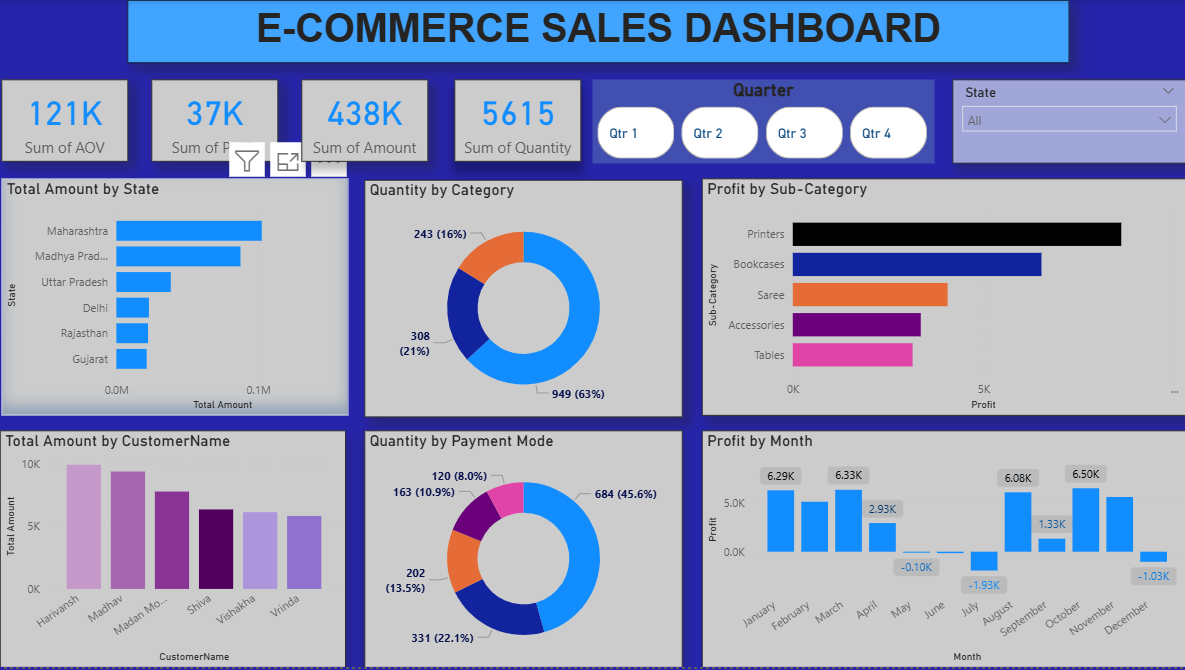 E-COMMERCE SALES DASHBOARD
121K
Sum of AOV
37K
Sum of P
438K
Sum of Amount
5615
Sum of Quantity
Quarter
Qtr 1
Qtr 2
Qtr 3
Qtr 4
State
All
Total Amount by State
State
Maharashtra
Madhya Prad...
Uttar Pradesh
Delhi
Rajasthan
Gujarat
0.0M
0.1M
Total Amount
Quantity by Category
243 (16%)
308
(21%)
949 (63%)
Profit by Sub-Category
Sub-Category
Printers
Bookcases
Saree
Accessories
Tables
0K
5K
...
Profit
Total Amount by CustomerName
Total Amount
10K
5K
0K
Harivansh
Madhav
Madan Mo...
Shiva
Vishakha
Vrinda
CustomerName
Quantity by Payment Mode
120 (8.0%)
163 (10.9%)
684 (45.6%)
202
(13.5%)
331 (22.1%)
Profit by Month
Profit
5.0K
0.0K
6.29K
6.33K
2.93K
-0.10K
-1.93K
6.08K
1.33K
6.50K
-1.03K
January
February
March
April
May
June
July
August
September
October
November
December
Month